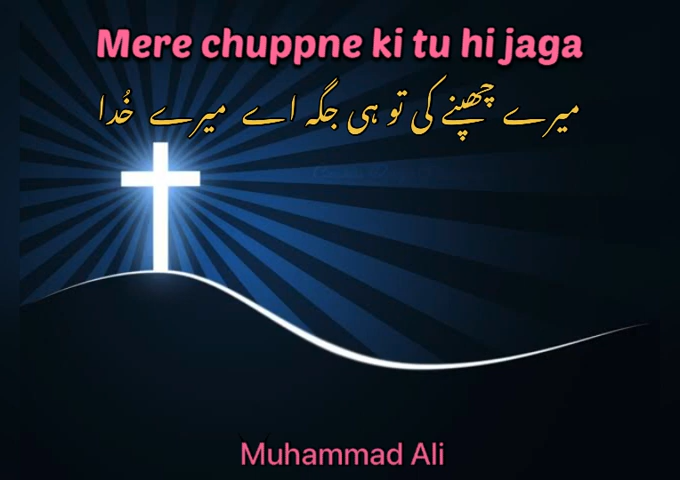 Mere chuppne ki tu hi jaga
میرے چھپنے کی تو ہی جگہ اے میرے خُدا
Muhammad Ali